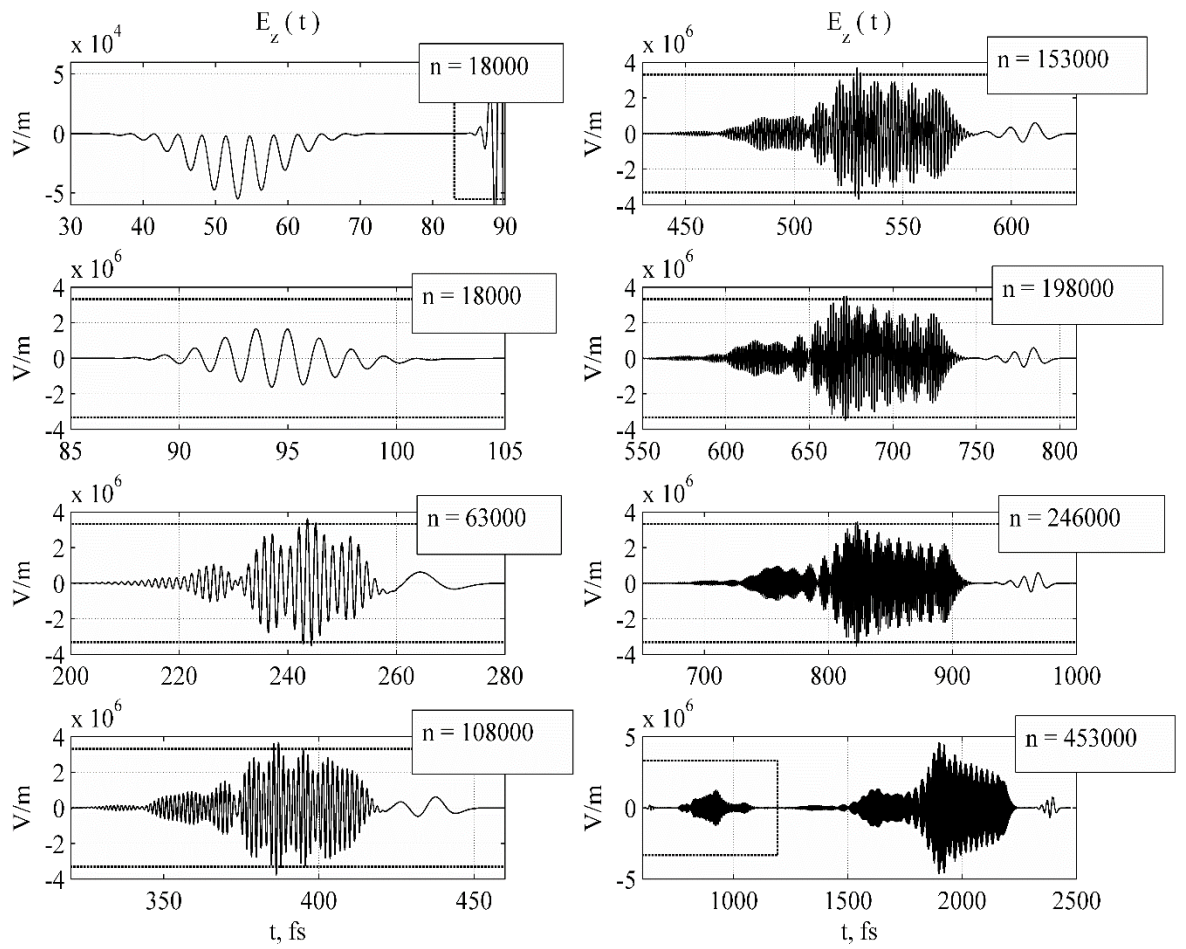 E_z ( t )
x 10^4
n = 18000
5
0
-5
V/m
30 40 50 60 70 80 90
x 10^6
n = 18000
4
2
0
-2
-4
V/m
85 90 95 100 105
x 10^6
n = 63000
4
2
0
-2
-4
V/m
200 220 240 260 280
x 10^6
n = 108000
4
2
0
-2
-4
V/m
350 400 450
t, fs
E_z ( t )
x 10^6
n = 153000
4
2
0
-2
-4
V/m
450 500 550 600
x 10^6
n = 198000
4
2
0
-2
-4
V/m
550 600 650 700 750 800
x 10^6
n = 246000
4
2
0
-2
-4
V/m
700 800 900 1000
x 10^6
n = 453000
5
0
-5
V/m
1000 1500 2000 2500
t, fs